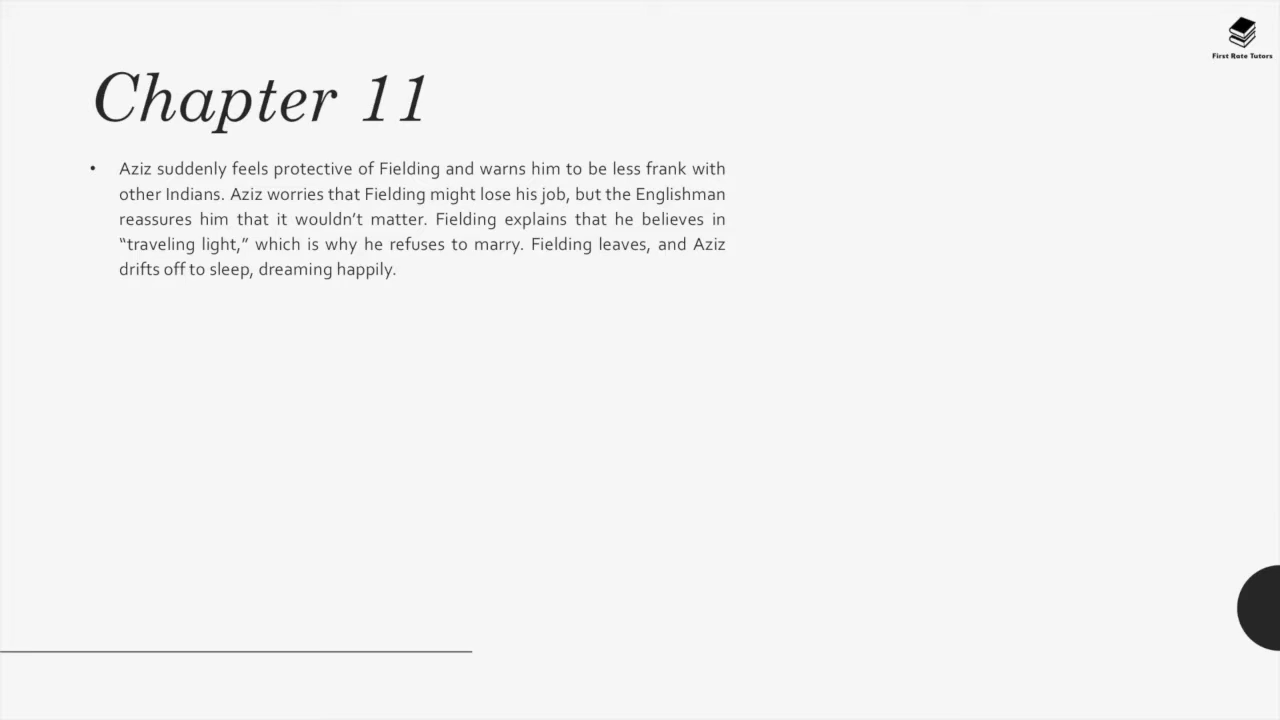 First Rate Tutors
Chapter 11
• Aziz suddenly feels protective of Fielding and warns him to be less frank with
other Indians. Aziz worries that Fielding might lose his job, but the Englishman
reassures him that it wouldn’t matter. Fielding explains that he believes in
“traveling light,” which is why he refuses to marry. Fielding leaves, and Aziz
drifts off to sleep, dreaming happily.